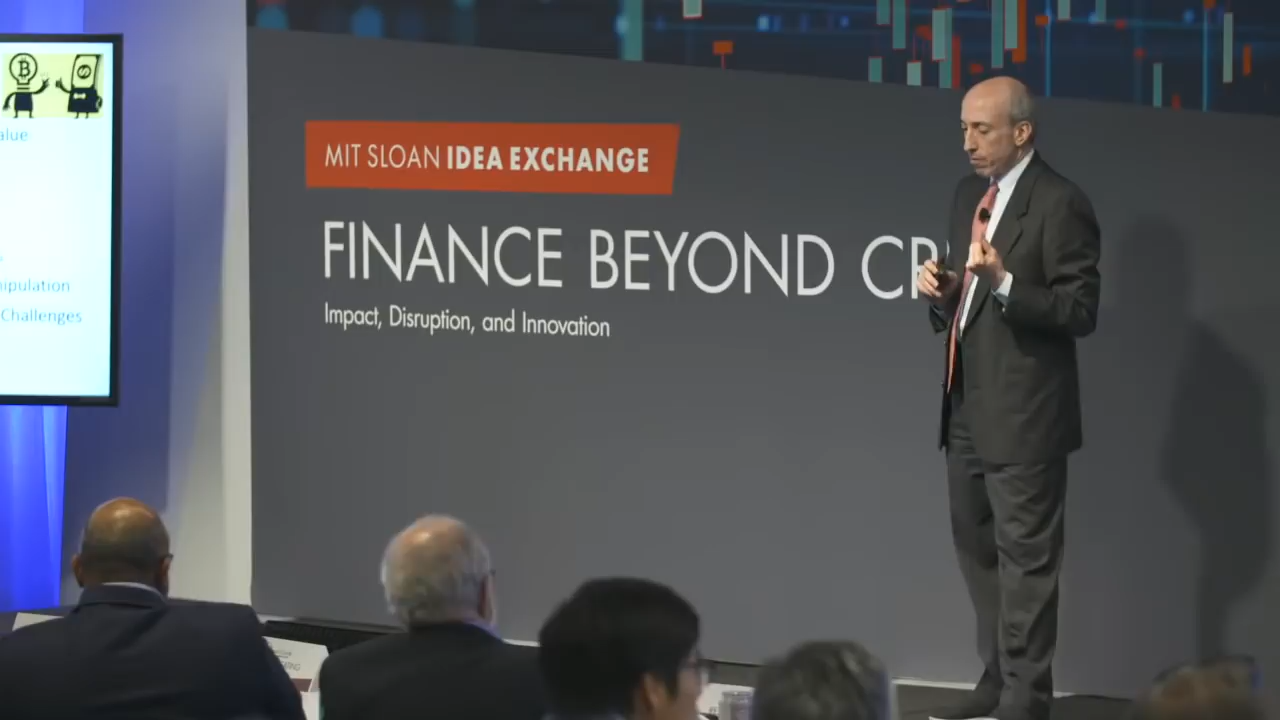 alue
ipulation
Challenges
MIT SLOAN IDEA EXCHANGE
FINANCE BEYOND CR
Impact, Disruption, and Innovation